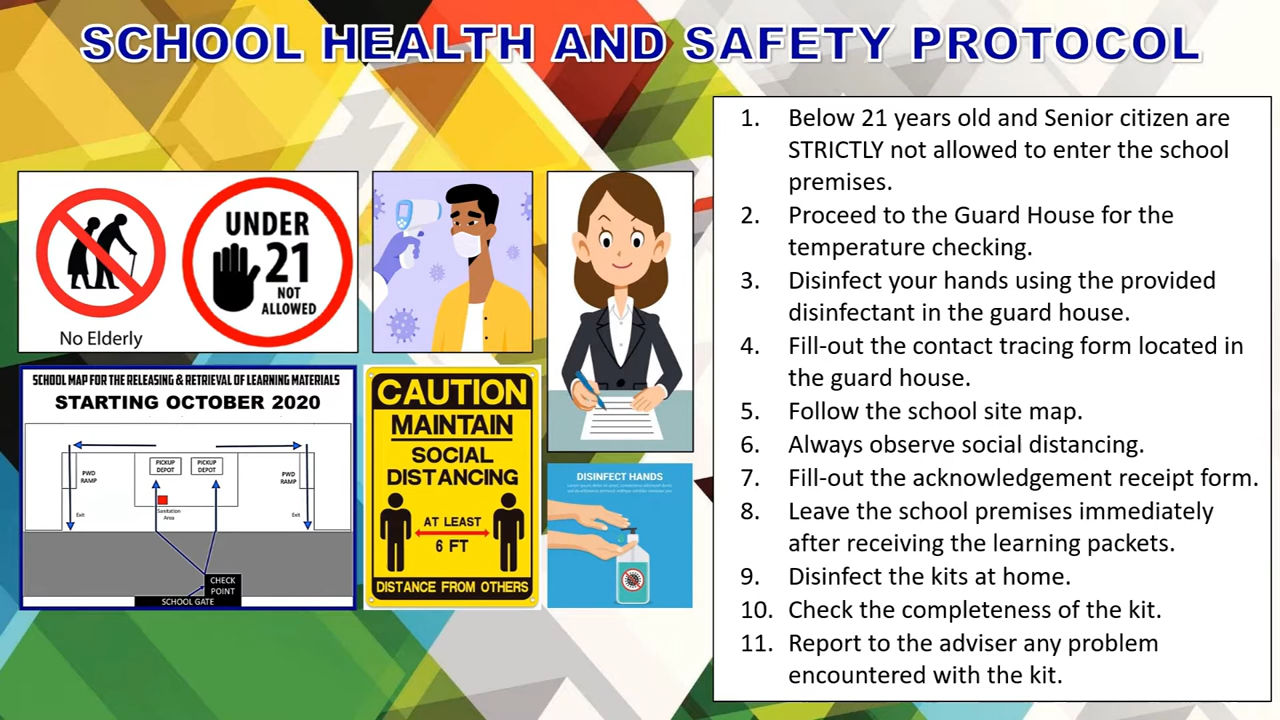 SCHOOL HEALTH AND SAFETY PROTOCOL
UNDER
21
NOT
ALLOWED
No Elderly
SCHOOL MAP FOR THE RELEASING & RETRIEVAL OF LEARNING MATERIALS
STARTING OCTOBER 2020
PICKUP
DEPOT
PICKUP
DEPOT
PWD
RAMP
PWD
RAMP
Exit
Sanitation
Area
Exit
CHECK
POINT
SCHOOL GATE
CAUTION
MAINTAIN
SOCIAL
DISTANCING
AT LEAST
6 FT
DISTANCE FROM OTHERS
DISINFECT HANDS
1. Below 21 years old and Senior citizen are
STRICTLY not allowed to enter the school
premises.
2. Proceed to the Guard House for the
temperature checking.
3. Disinfect your hands using the provided
disinfectant in the guard house.
4. Fill-out the contact tracing form located in
the guard house.
5. Follow the school site map.
6. Always observe social distancing.
7. Fill-out the acknowledgement receipt form.
8. Leave the school premises immediately
after receiving the learning packets.
9. Disinfect the kits at home.
10. Check the completeness of the kit.
11. Report to the adviser any problem
encountered with the kit.